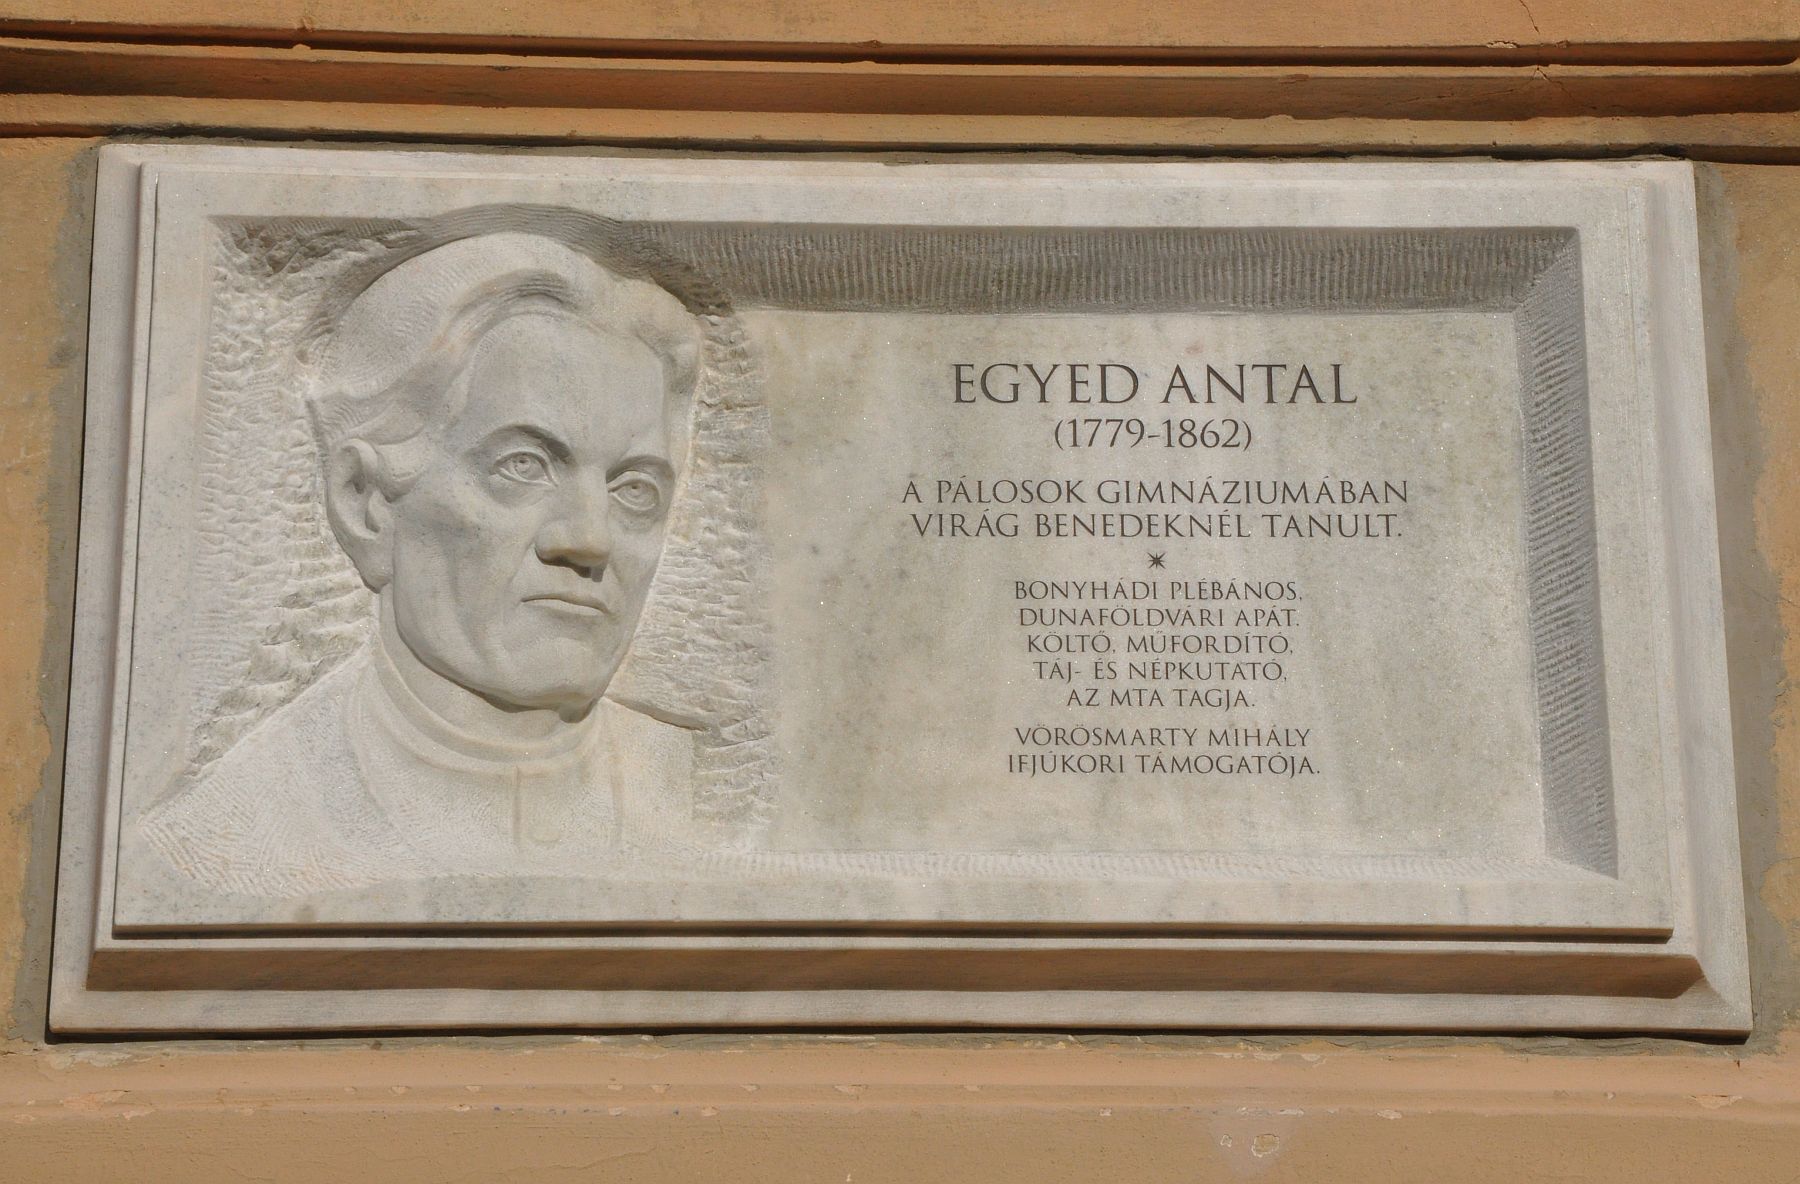 EGYED ANTAL
(1779-1862)
A PÁLOSOK GIMNÁZIUMÁBAN
VIRÁG BENEDEKNÉL TANULT.
BONYHÁDI PLÉBÁNOS,
DUNAFÖLDVÁRI APÁT.
KÖLTŐ, MŰFORDÍTÓ,
TÁJ- ÉS NÉPKUTATÓ,
AZ MTA TAGJA.
VÖRÖSMARTY MIHÁLY
IFJÚKORI TÁMOGATÓJA.